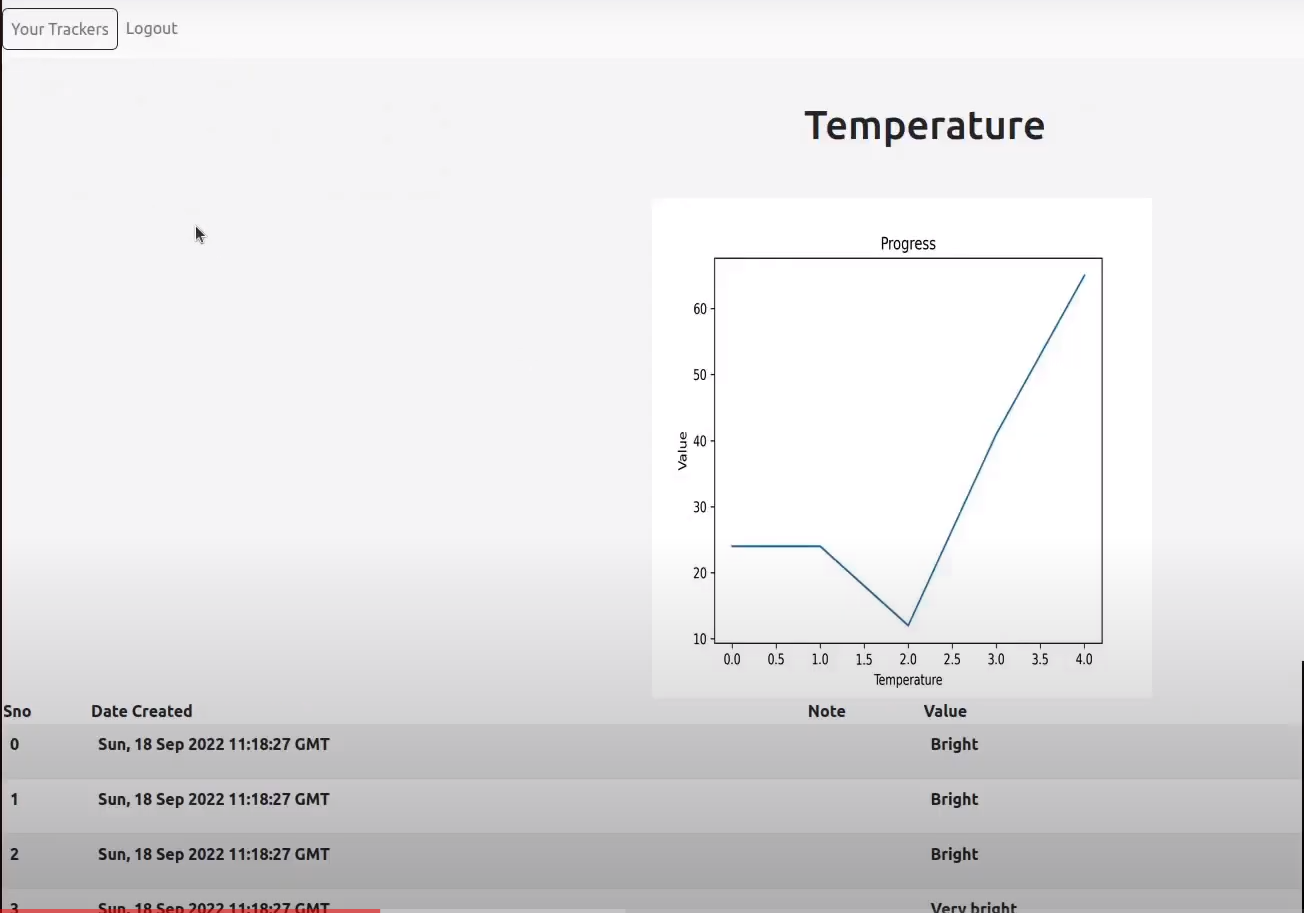 Your Trackers Logout
Temperature
Progress
60
50
40
30
20
10
Value
0.0 0.5 1.0 1.5 2.0 2.5 3.0 3.5 4.0
Temperature
Sno Date Created Note Value
0 Sun, 18 Sep 2022 11:18:27 GMT Bright
1 Sun, 18 Sep 2022 11:18:27 GMT Bright
2 Sun, 18 Sep 2022 11:18:27 GMT Bright
3 Sun, 18 Sep 2022 11:18:27 GMT Very bright